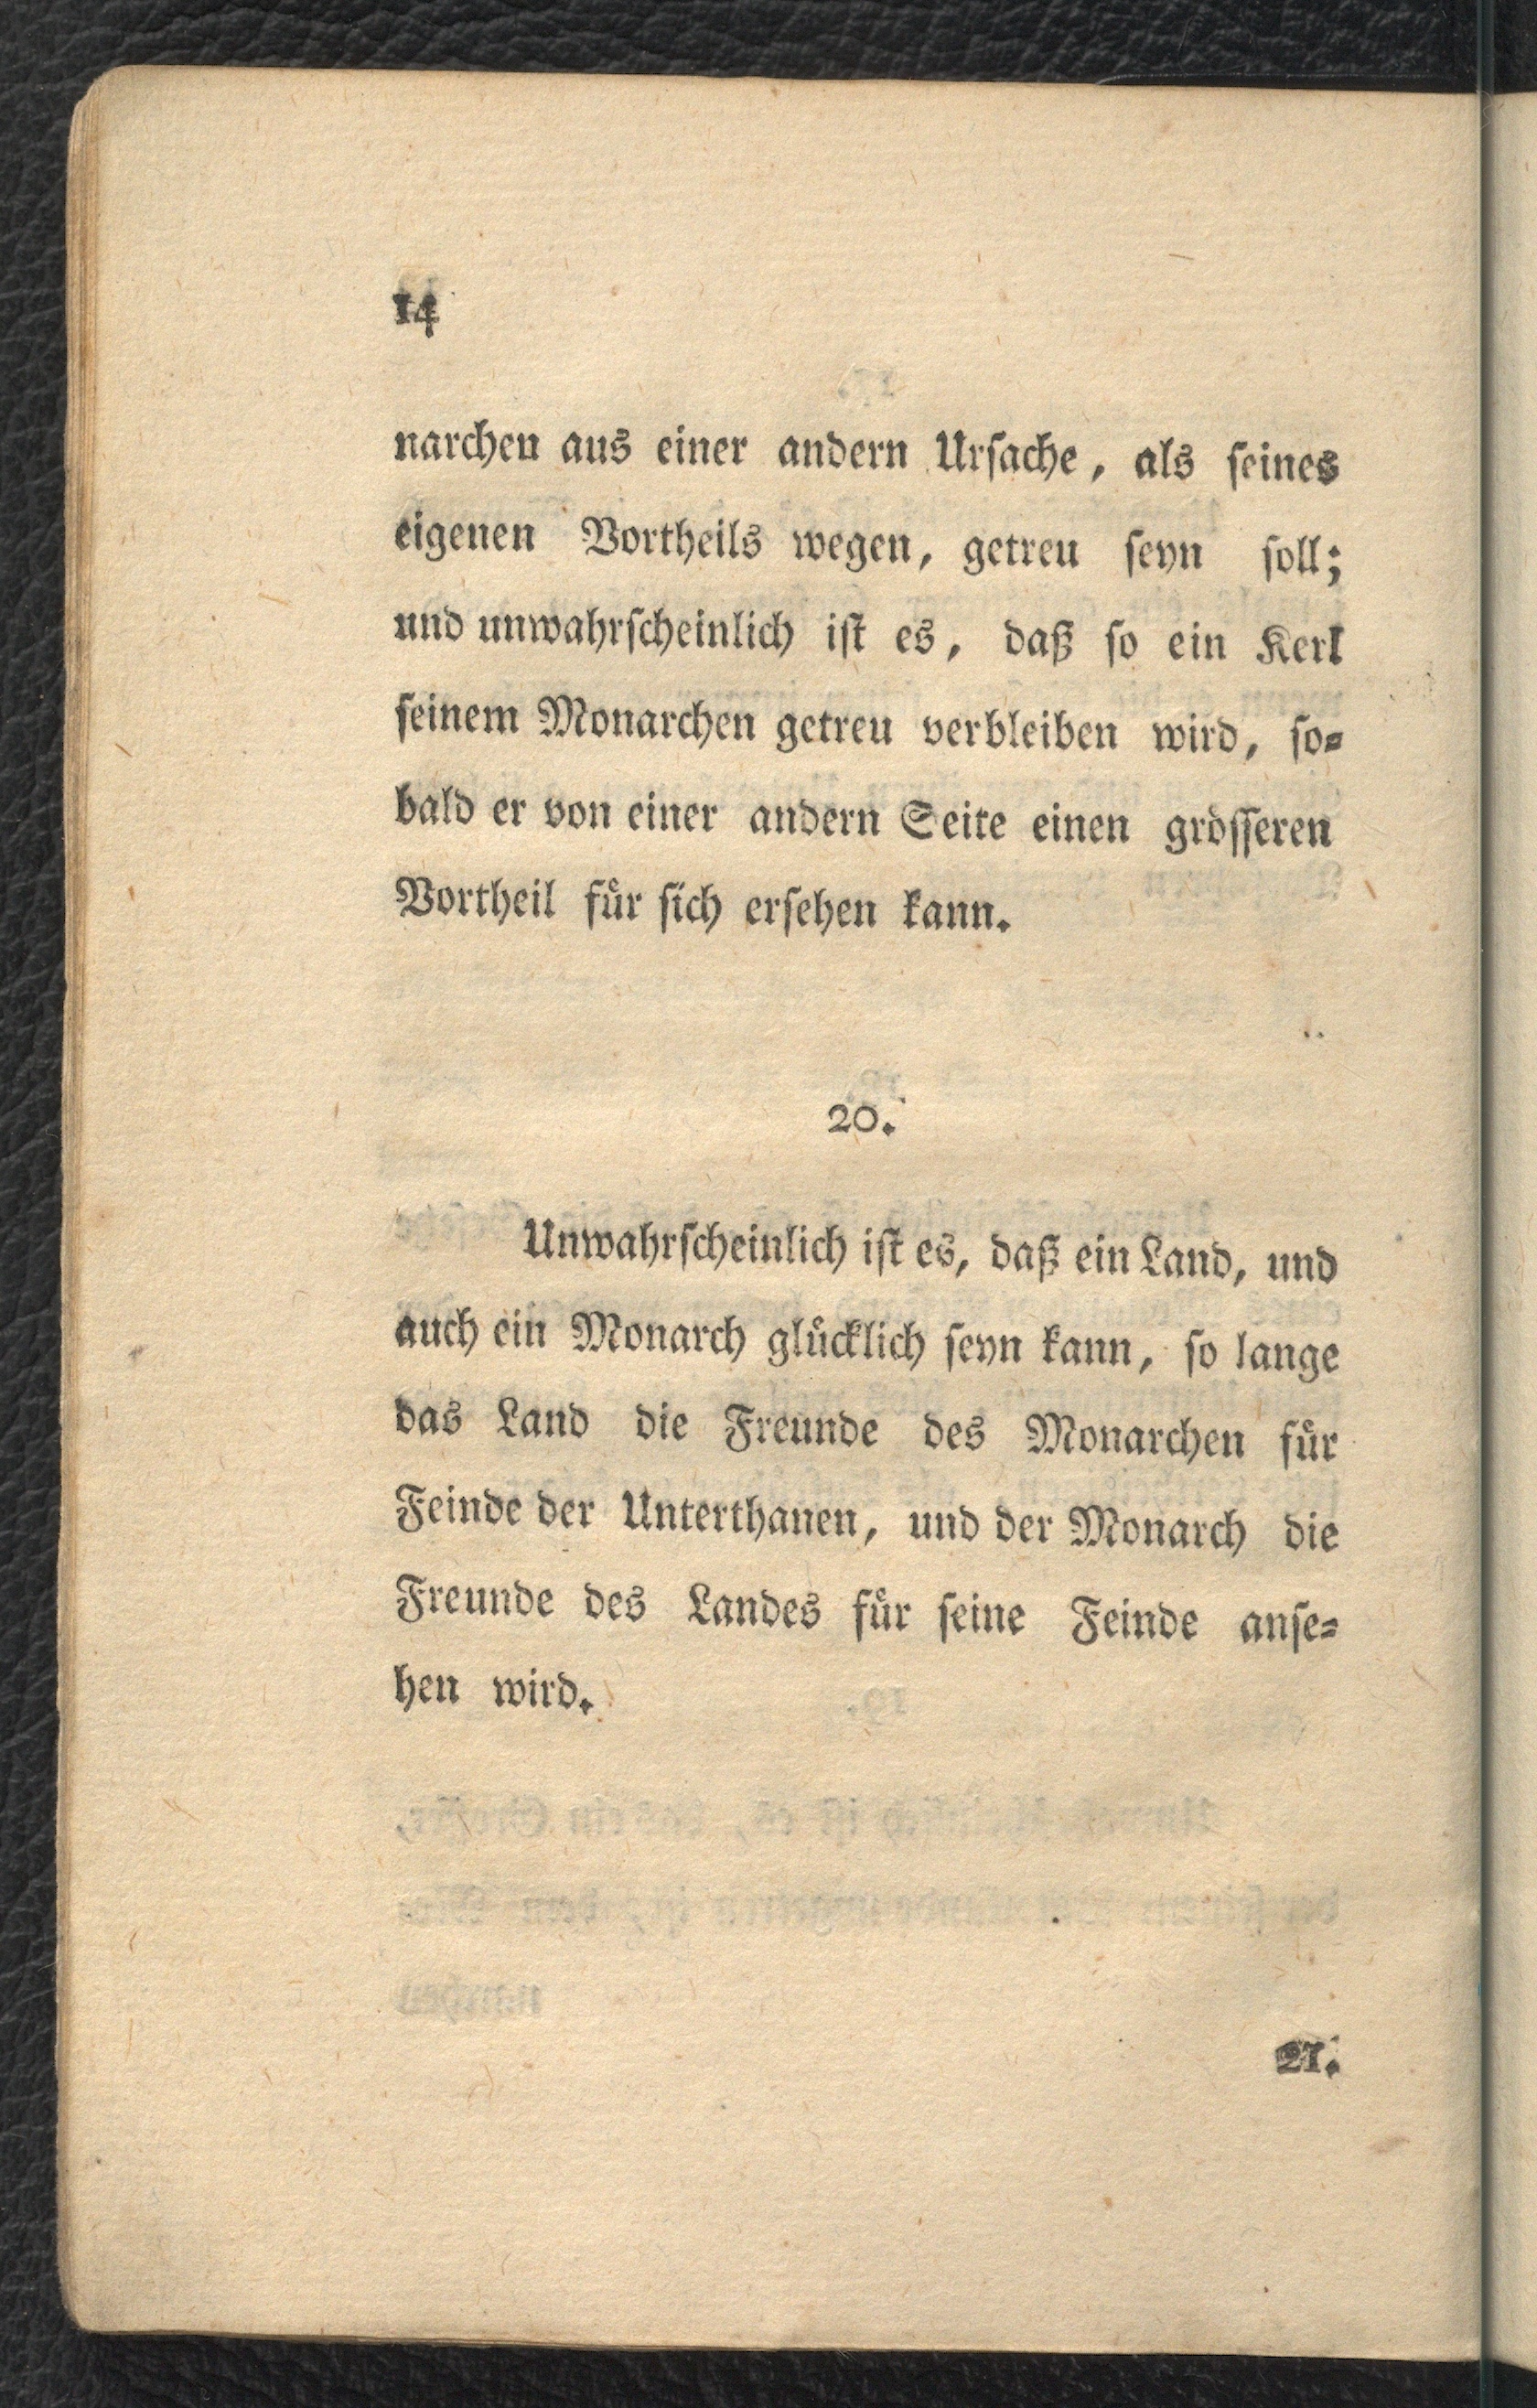 14
narchen aus einer andern Ursache, als seines
eigenen Vortheils wegen, getreu seyn soll;
und unwahrscheinlich ist es, daß so ein Kerl
seinem Monarchen getreu verbleiben wird, so=
bald er von einer andern Seite einen grösseren
Vortheil für sich ersehen kann.
20.
Unwahrscheinlich ist es, daß ein Land, und
auch ein Monarch glücklich seyn kann, so lange
das Land die Freunde des Monarchen für
Feinde der Unterthanen, und der Monarch die
Freunde des Landes für seine Feinde anse=
hen wird.
21.